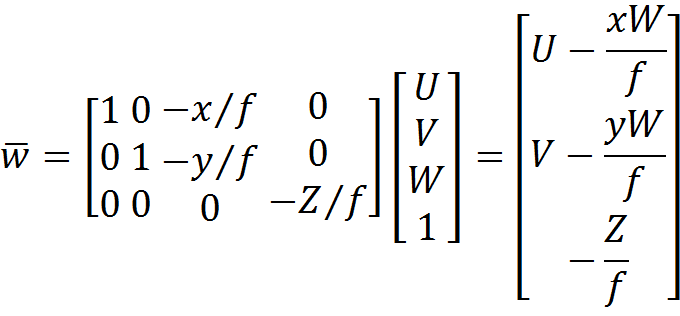 w̅ = [1 0 −x/f 0; 0 1 −y/f 0; 0 0 0 −Z/f] [U; V; W; 1] = [U − xW/f; V − yW/f; −Z/f]